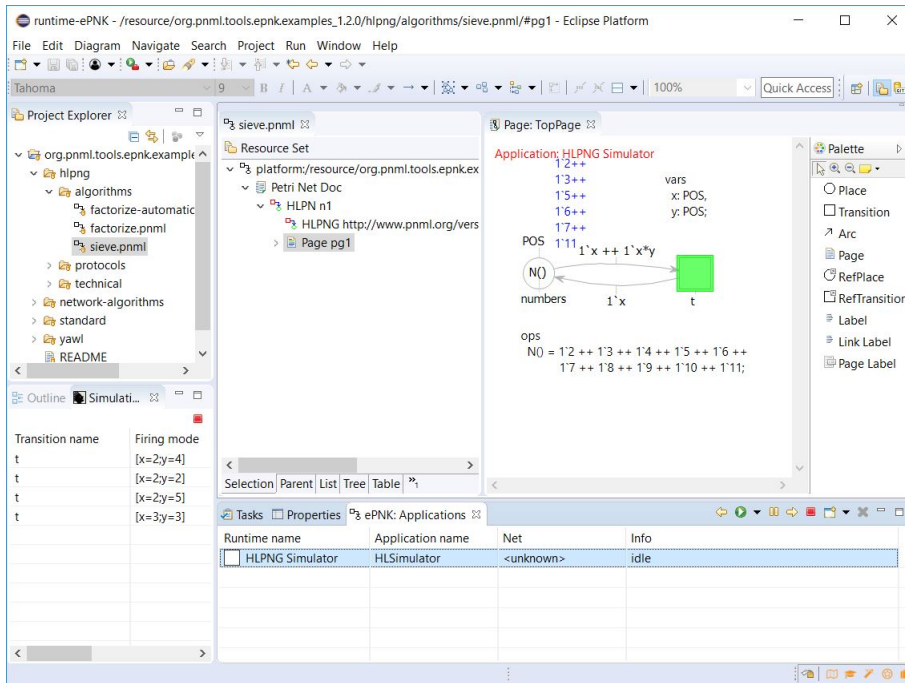 runtime-ePNK - /resource/org.pnml.tools.epnk.examples_1.2.0/hlpng/algorithms/sieve.pnml/#pg1 - Eclipse Platform
File Edit Diagram Navigate Search Project Run Window Help
Tahoma 9 B I A 100% Quick Access
Project Explorer
org.pnml.tools.epnk.example
hlpng
algorithms
factorize-automatic
factorize.pnml
sieve.pnml
protocols
technical
network-algorithms
standard
yawl
README
sieve.pnml
Resource Set
platform:/resource/org.pnml.tools.epnk.ex
Petri Net Doc
HLPN n1
HLPNG http://www.pnml.org/vers
Page pg1
Selection Parent List Tree Table »1
Page: TopPage
Application: HLPNG Simulator
1`2++
1`3++
1`5++
1`6++
1`7++
1`11
vars
x: POS,
y: POS;
POS
1`x ++ 1`x*y
N()
numbers
1`x
t
ops
N() = 1`2 ++ 1`3 ++ 1`4 ++ 1`5 ++ 1`6 ++
1`7 ++ 1`8 ++ 1`9 ++ 1`10 ++ 1`11;
Palette
Place
Transition
Arc
Page
RefPlace
RefTransition
Label
Link Label
Page Label
Outline Simulati...
Transition name Firing mode
t [x=2;y=4]
t [x=2;y=2]
t [x=2;y=5]
t [x=3;y=3]
Tasks Properties ePNK: Applications
Runtime name Application name Net Info
HLPNG Simulator HLSimulator <unknown> idle